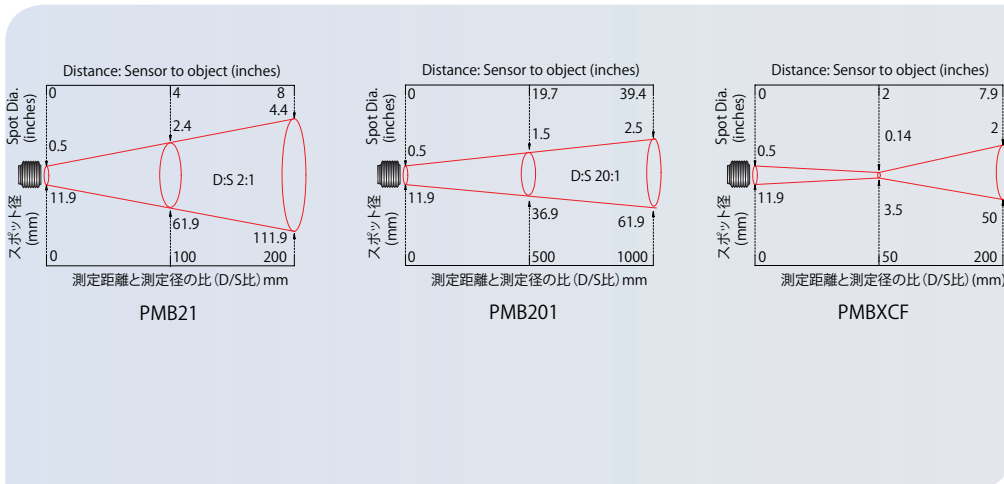 Distance: Sensor to object (inches)
0 4 8
Spot Dia.
(inches)
4.4
2.4
0.5
D:S 2:1
11.9
61.9
111.9
スポット径
(mm)
0 100 200
測定距離と測定径の比(D/S比)mm
PMB21
Distance: Sensor to object (inches)
0 19.7 39.4
Spot Dia.
(inches)
2.5
1.5
0.5
D:S 20:1
11.9
36.9
61.9
スポット径
(mm)
0 500 1000
測定距離と測定径の比(D/S比)mm
PMB201
Distance: Sensor to object (inches)
0 2 7.9
Spot Dia.
(inches)
2
0.14
0.5
11.9
3.5
50
スポット径
(mm)
0 50 200
測定距離と測定径の比(D/S比)(mm)
PMBXCF